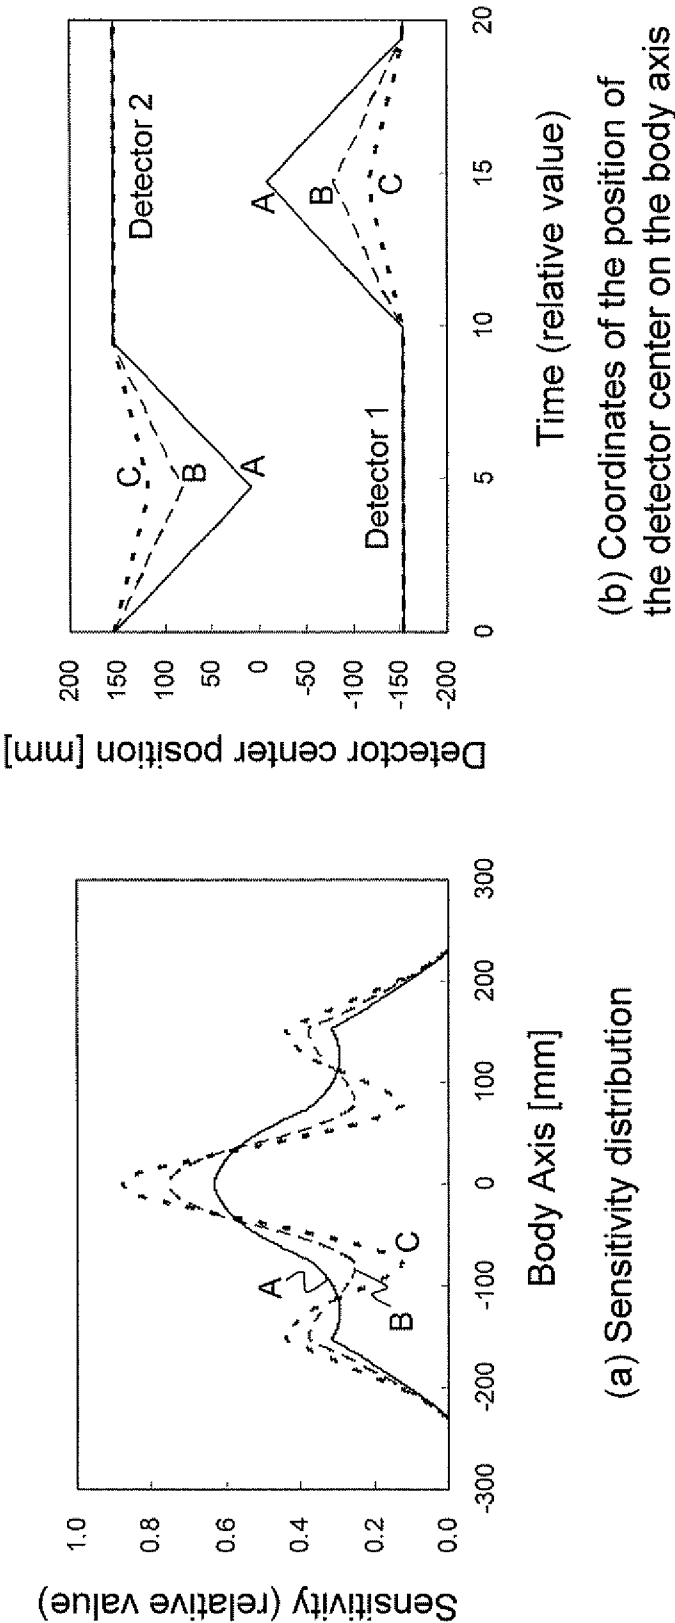 Sensitivity (relative value)
1.0
0.8
0.6
0.4
0.2
0.0
A
B
C
-300
-200
-100
0
100
200
300
Body Axis [mm]
(a) Sensitivity distribution
Detector center position [mm]
200
150
100
50
0
-50
-100
-150
-200
C
B
A
Detector 2
Detector 1
A
B
C
0
5
10
15
20
Time (relative value)
(b) Coordinates of the position of
the detector center on the body axis